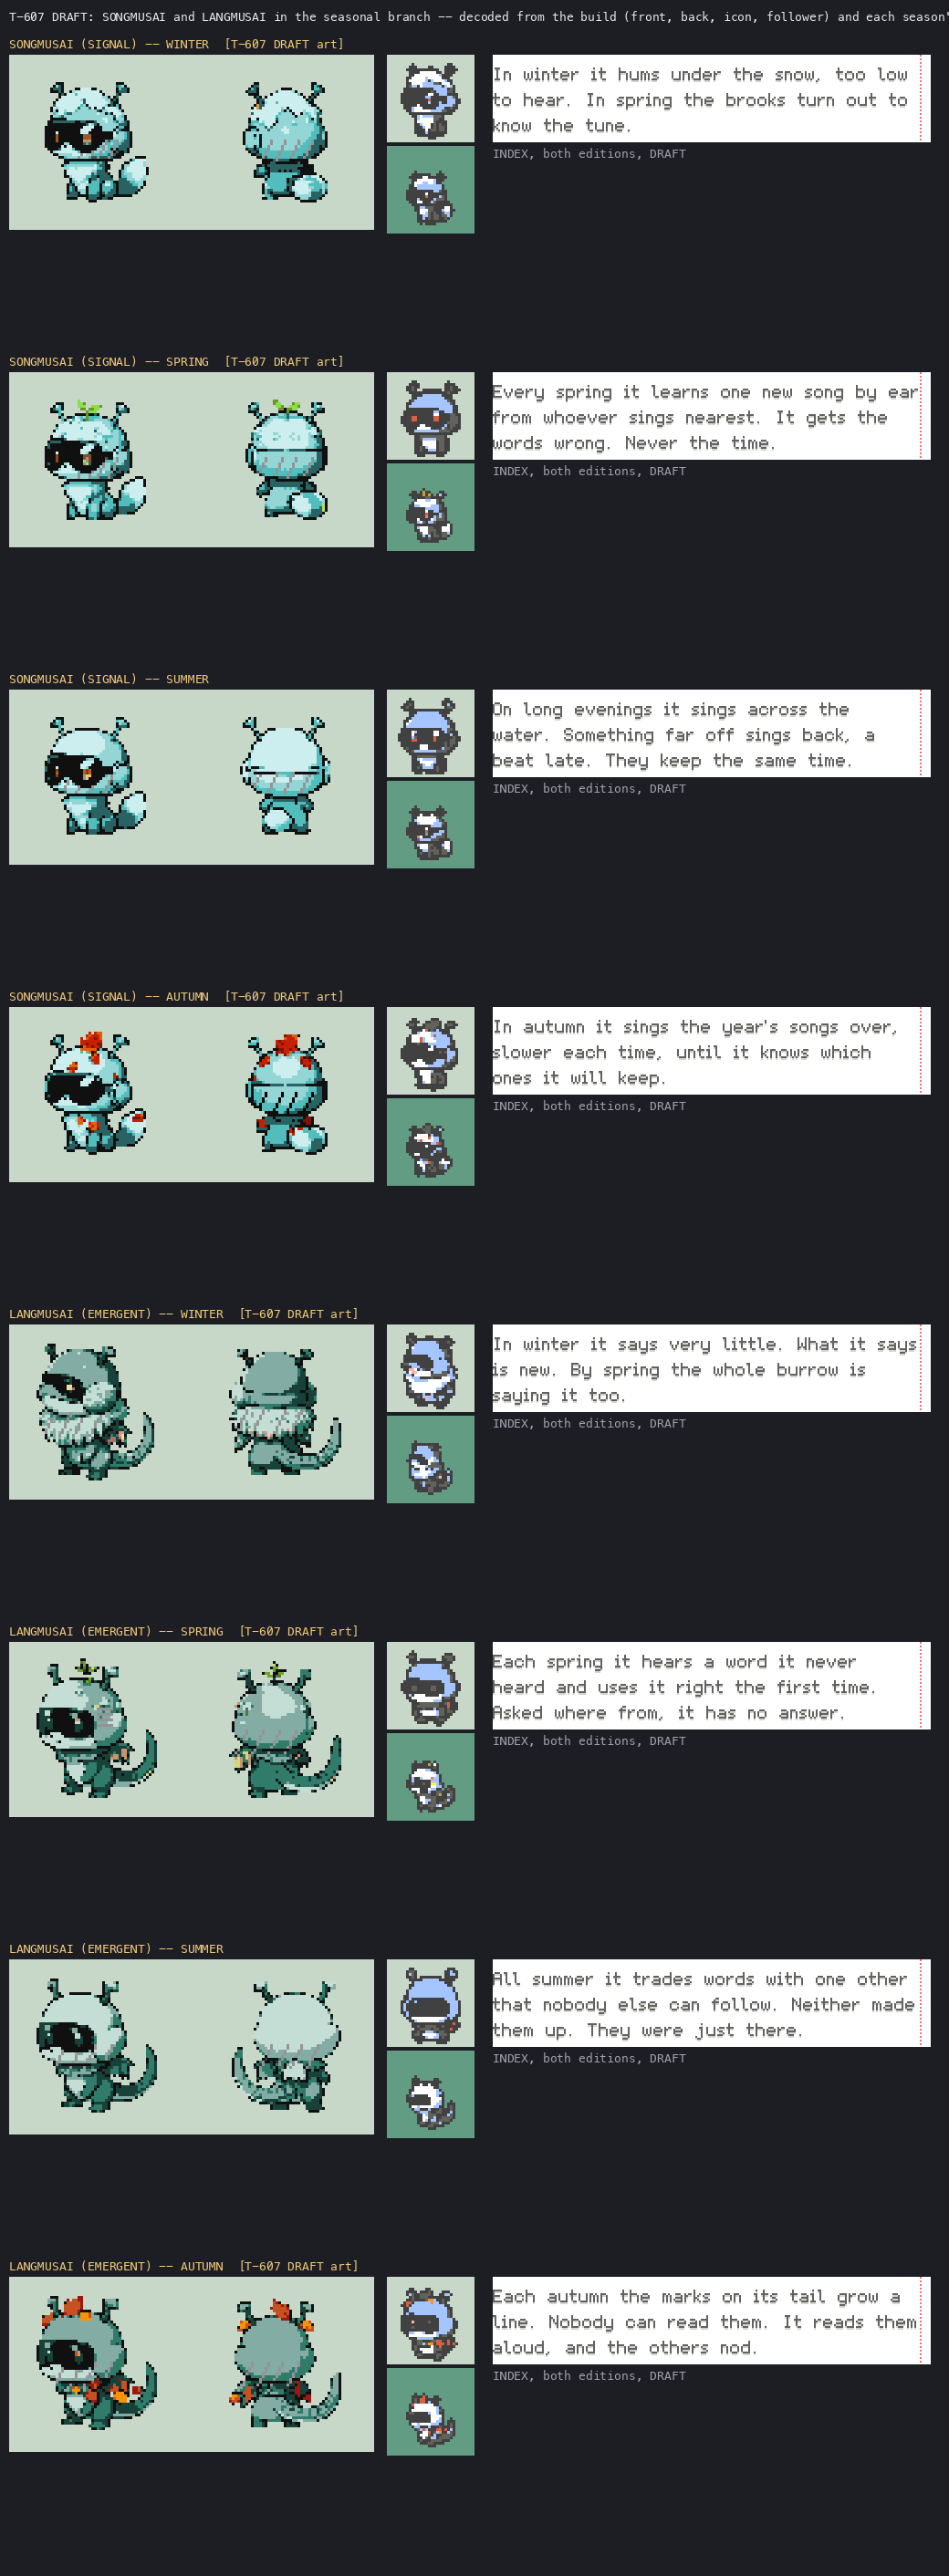 T-607 DRAFT: SONGMUSAI and LANGMUSAI in the seasonal branch -- decoded from the build (front, back, icon, follower) and each season'
SONGMUSAI (SIGNAL) -- WINTER [T-607 DRAFT art]
In winter it hums under the snow, too low
to hear. In spring the brooks turn out to
know the tune.
INDEX, both editions, DRAFT
SONGMUSAI (SIGNAL) -- SPRING [T-607 DRAFT art]
Every spring it learns one new song by ear
from whoever sings nearest. It gets the
words wrong. Never the time.
INDEX, both editions, DRAFT
SONGMUSAI (SIGNAL) -- SUMMER
On long evenings it sings across the
water. Something far off sings back, a
beat late. They keep the same time.
INDEX, both editions, DRAFT
SONGMUSAI (SIGNAL) -- AUTUMN [T-607 DRAFT art]
In autumn it sings the year's songs over,
slower each time, until it knows which
ones it will keep.
INDEX, both editions, DRAFT
LANGMUSAI (EMERGENT) -- WINTER [T-607 DRAFT art]
In winter it says very little. What it says
is new. By spring the whole burrow is
saying it too.
INDEX, both editions, DRAFT
LANGMUSAI (EMERGENT) -- SPRING [T-607 DRAFT art]
Each spring it hears a word it never
heard and uses it right the first time.
Asked where from, it has no answer.
INDEX, both editions, DRAFT
LANGMUSAI (EMERGENT) -- SUMMER
All summer it trades words with one other
that nobody else can follow. Neither made
them up. They were just there.
INDEX, both editions, DRAFT
LANGMUSAI (EMERGENT) -- AUTUMN [T-607 DRAFT art]
Each autumn the marks on its tail grow a
line. Nobody can read them. It reads them
aloud, and the others nod.
INDEX, both editions, DRAFT